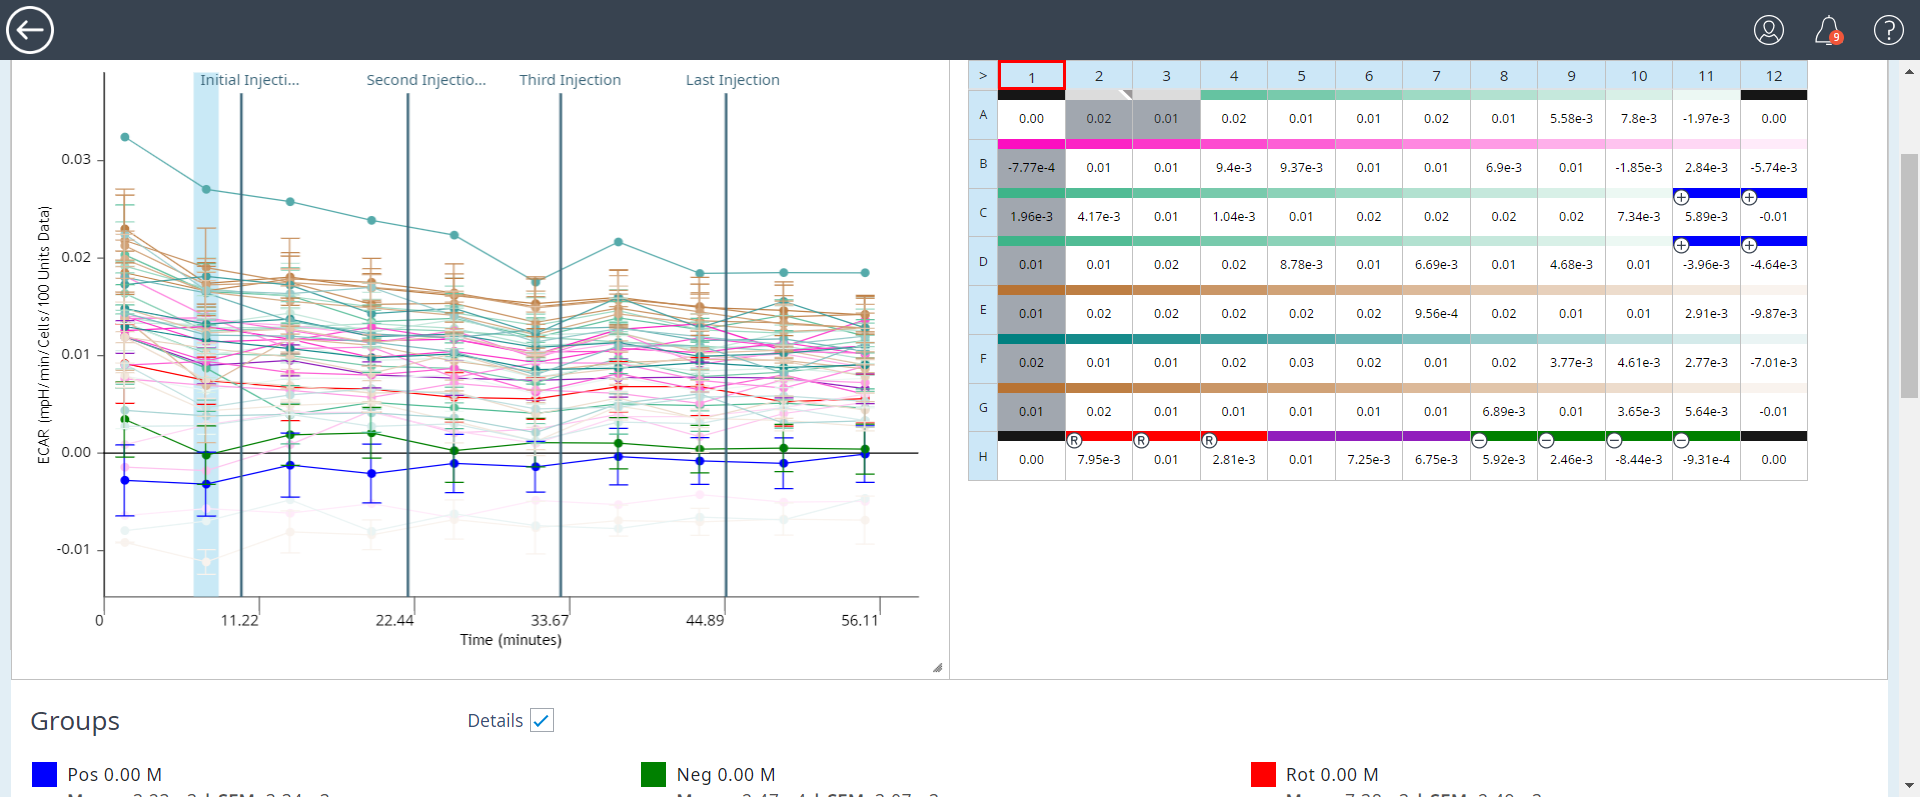 9
Initial Injecti...
Second Injectio...
Third Injection
Last Injection
0.03
0.02
0.01
0.00
-0.01
ECAR (mpH/min/Cells/100 Units Data)
0
11.22
22.44
33.67
44.89
56.11
Time (minutes)
> 1 2 3 4 5 6 7 8 9 10 11 12
A 0.00 0.02 0.01 0.02 0.01 0.01 0.02 0.01 5.58e-3 7.8e-3 -1.97e-3 0.00
B -7.77e-4 0.01 0.01 9.4e-3 9.37e-3 0.01 0.01 6.9e-3 0.01 -1.85e-3 2.84e-3 -5.74e-3
C 1.96e-3 4.17e-3 0.01 1.04e-3 0.01 0.02 0.02 0.02 0.02 7.34e-3 5.89e-3 -0.01
D 0.01 0.01 0.02 0.02 8.78e-3 0.01 6.69e-3 0.01 4.68e-3 0.01 -3.96e-3 -4.64e-3
E 0.01 0.02 0.02 0.02 0.02 0.02 9.56e-4 0.02 0.01 0.01 2.91e-3 -9.87e-3
F 0.02 0.01 0.01 0.02 0.03 0.02 0.01 0.02 3.77e-3 4.61e-3 2.77e-3 -7.01e-3
G 0.01 0.02 0.01 0.01 0.01 0.01 0.01 6.89e-3 0.01 3.65e-3 5.64e-3 -0.01
R R R
H 0.00 7.95e-3 0.01 2.81e-3 0.01 7.25e-3 6.75e-3 5.92e-3 2.46e-3 -8.44e-3 -9.31e-4 0.00
Groups
Details
Pos 0.00 M
Neg 0.00 M
Rot 0.00 M